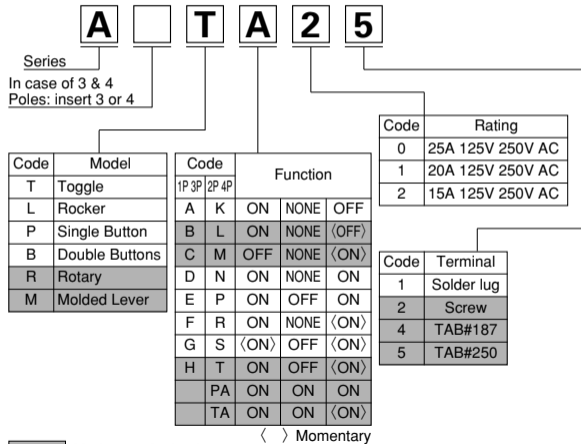 A T A 2 5
Series
In case of 3 & 4
Poles: insert 3 or 4
Code Rating
0 25A 125V 250V AC
1 20A 125V 250V AC
2 15A 125V 250V AC
Code Model
T Toggle
L Rocker
P Single Button
B Double Buttons
R Rotary
M Molded Lever
Code Function
1P 3P 2P 4P
A K ON NONE OFF
B L ON NONE 〈OFF〉
C M OFF NONE 〈ON〉
D N ON NONE ON
E P ON OFF ON
F R ON NONE 〈ON〉
G S 〈ON〉 OFF 〈ON〉
H T ON OFF 〈ON〉
PA ON ON ON
TA ON ON 〈ON〉
〈 〉 Momentary
Code Terminal
1 Solder lug
2 Screw
4 TAB#187
5 TAB#250